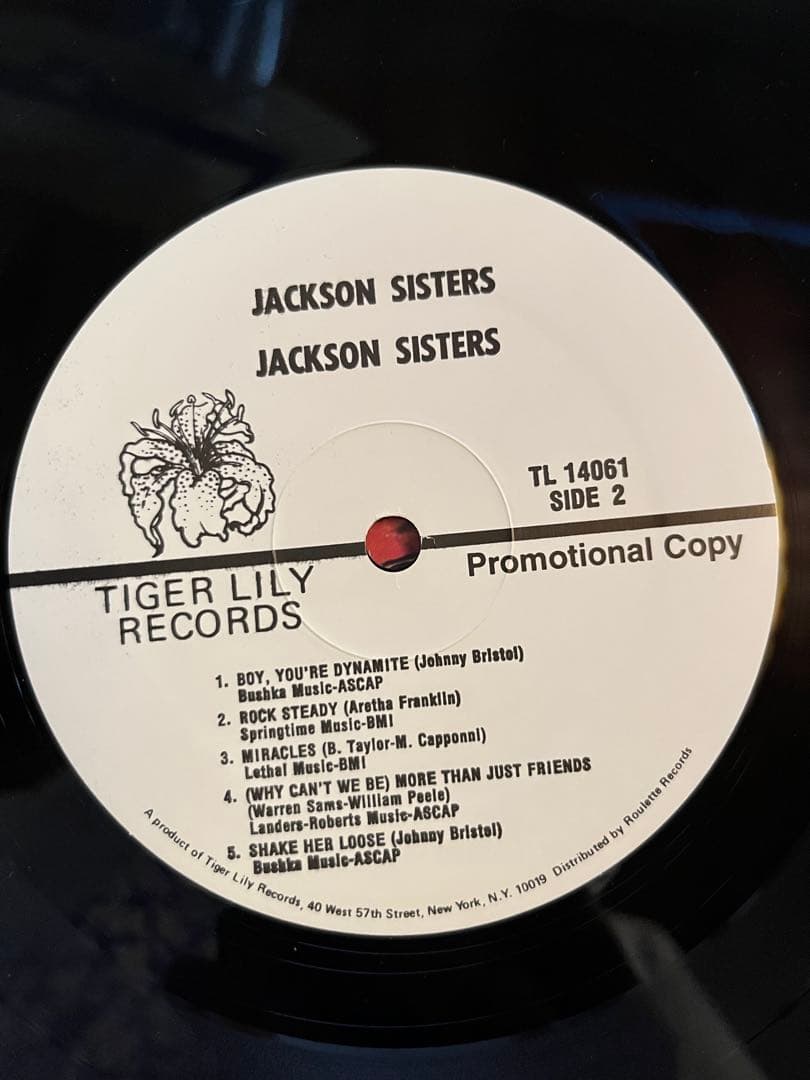 JACKSON SISTERS
JACKSON SISTERS
TL 14061
SIDE 2
Promotional Copy
TIGER LILY
RECORDS
1. BOY, YOU'RE DYNAMITE (Johnny Bristol)
Bushka Music-ASCAP
2. ROCK STEADY (Aretha Franklin)
Springtime Music-BMI
3. MIRACLES (B. Taylor-M. Capponi)
Lethal Music-BMI
4. (WHY CAN'T WE BE) MORE THAN JUST FRIENDS
(Warren Sams-William Peele)
Landers-Roberts Music-ASCAP
5. SHAKE HER LOOSE (Johnny Bristol)
Bushka Music-ASCAP
A product of Tiger Lily Records, 40 West 57th Street, New York, N.Y. 10019 Distributed by Roulette Records